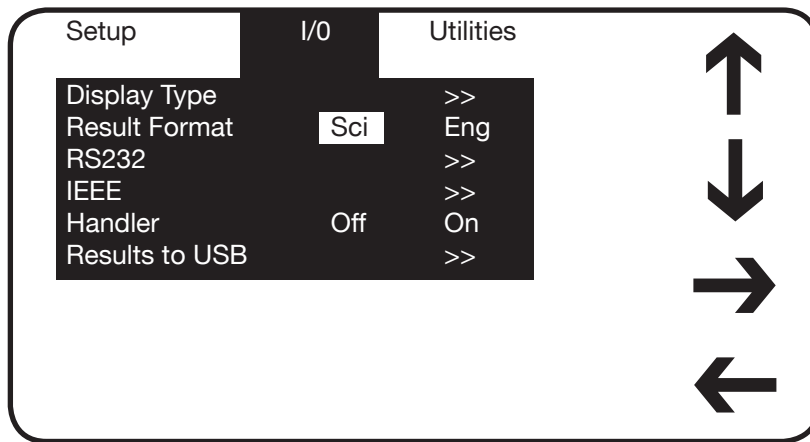 Setup I/0 Utilities
Display Type >>
Result Format Sci Eng
RS232 >>
IEEE >>
Handler Off On
Results to USB >>